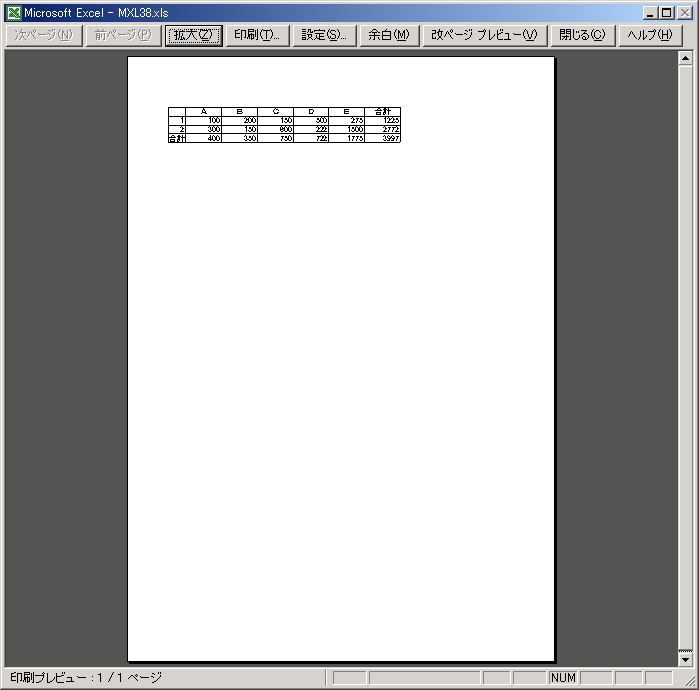 Microsoft Excel - MXL38.xls
次ページ(N) 前ページ(P) 拡大(Z) 印刷(T)... 設定(S)... 余白(M) 改ページ プレビュー(V) 閉じる(C) ヘルプ(H)
A B C D E 合計
1 100 200 150 500 275 1225
2 300 150 600 222 1500 2772
合計 400 350 750 722 1775 3997
印刷プレビュー : 1 / 1 ページ NUM